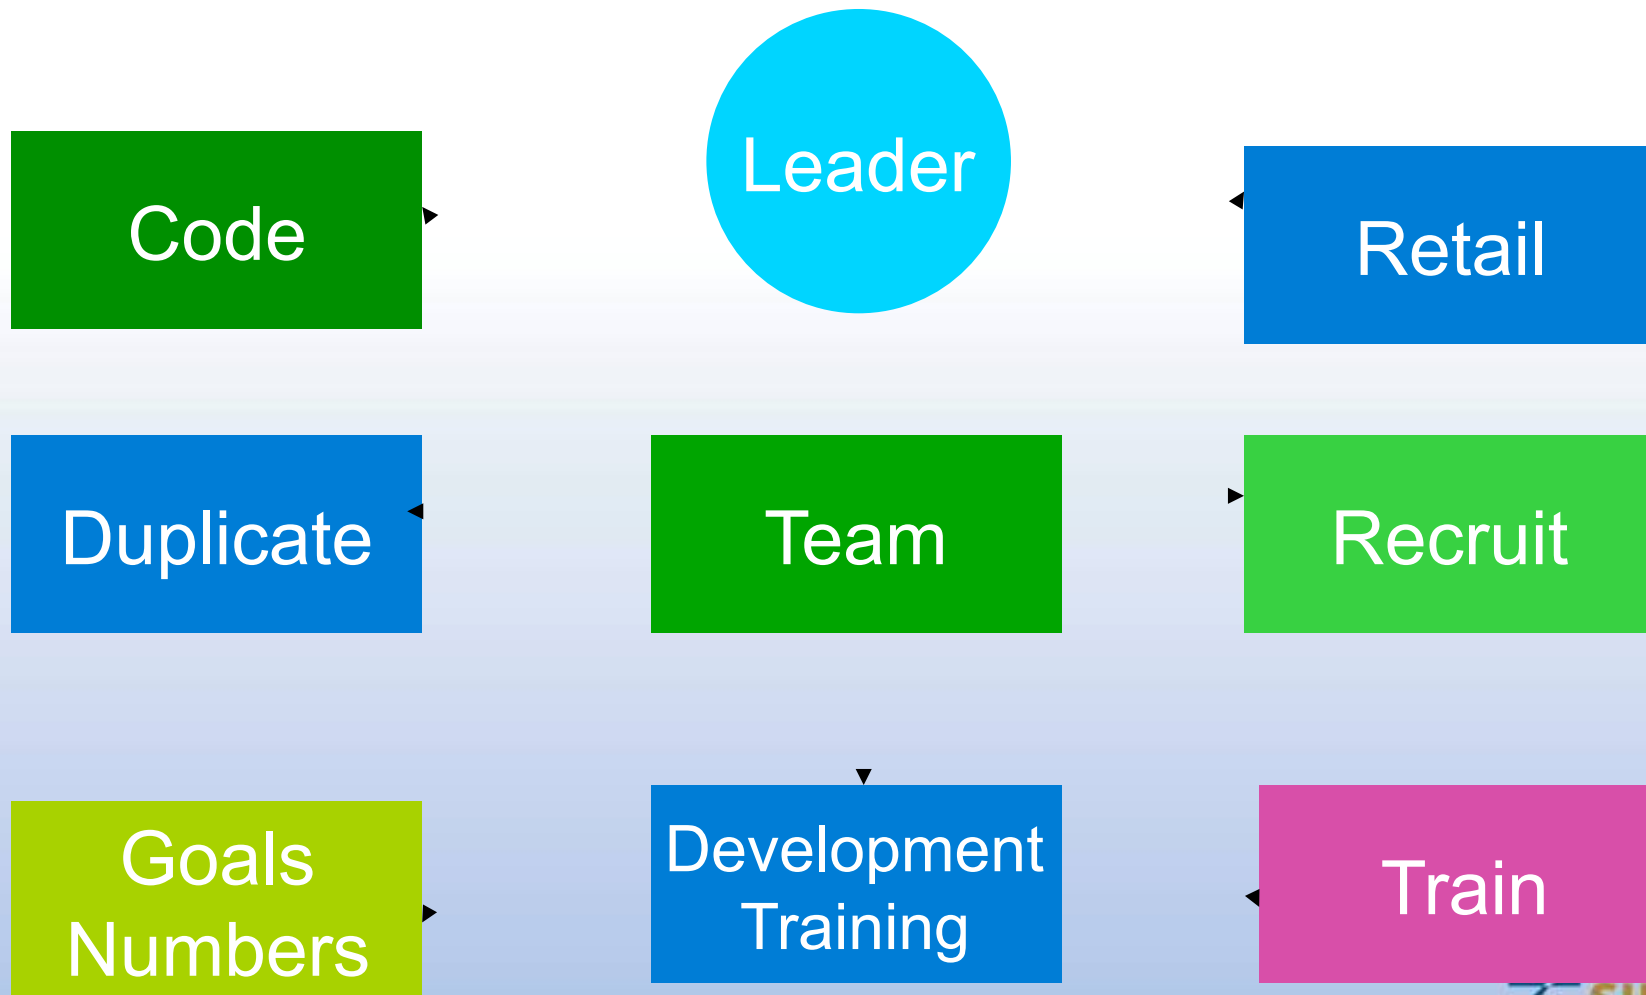 Leader
Code
Retail
Duplicate
Team
Recruit
Goals
Numbers
Development
Training
Train